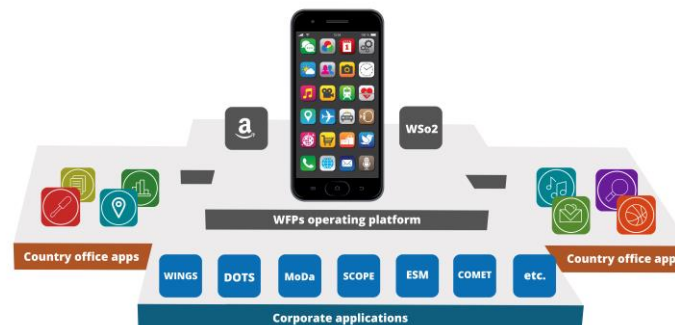 a
WSo2
WFPs operating platform
Country office apps
Country office app
WINGS
DOTS
MoDa
SCOPE
ESM
COMET
etc.
Corporate applications